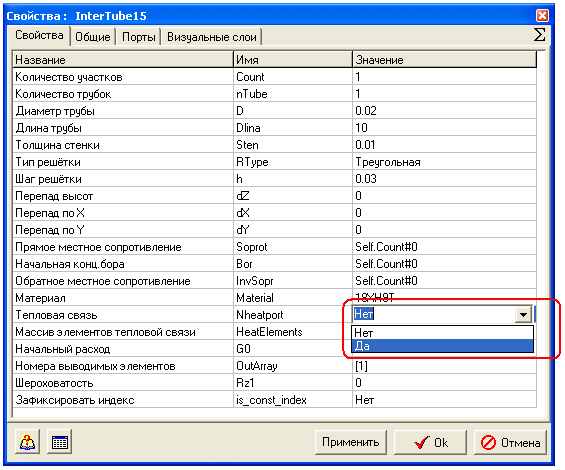 Свойства : InterTube15
Свойства Общие Порты Визуальные слои Σ
Название Имя Значение
Количество участков Count 1
Количество трубок nTube 1
Диаметр трубы D 0.02
Длина трубы Dlina 10
Толщина стенки Sten 0.01
Тип решётки RType Треугольная
Шаг решётки h 0.03
Перепад высот dZ 0
Перепад по X dX 0
Перепад по Y dY 0
Прямое местное сопротивление Soprot Self.Count#0
Начальная конц.бора Bor Self.Count#0
Обратное местное сопротивление InvSopr Self.Count#0
Материал Material
Тепловая связь Nheatport Нет
Массив элементов тепловой связи HeatElements Нет
Начальный расход G0 Да
Номера выводимых элементов OutArray [1]
Шероховатость Rz1 0
Зафиксировать индекс is_const_index Нет
Применить Ok Отмена